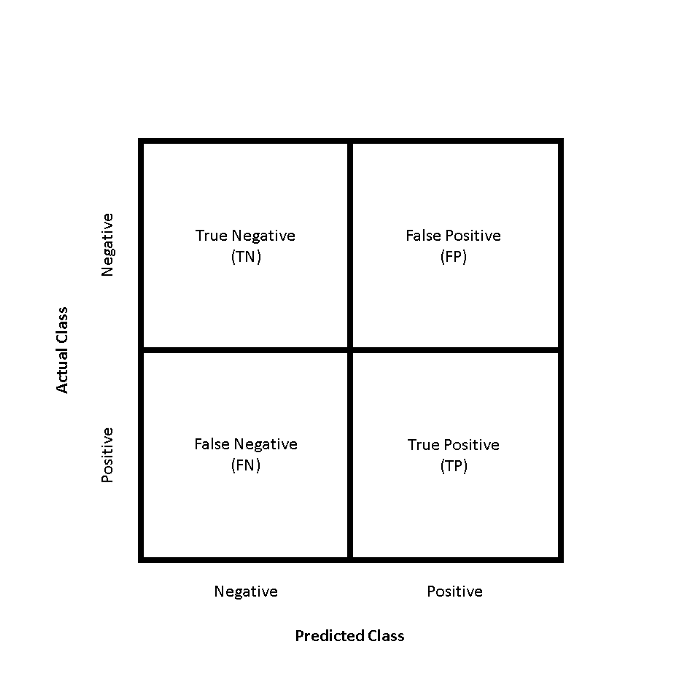 Actual Class
Negative
True Negative
(TN)
False Positive
(FP)
Positive
False Negative
(FN)
True Positive
(TP)
Negative
Positive
Predicted Class